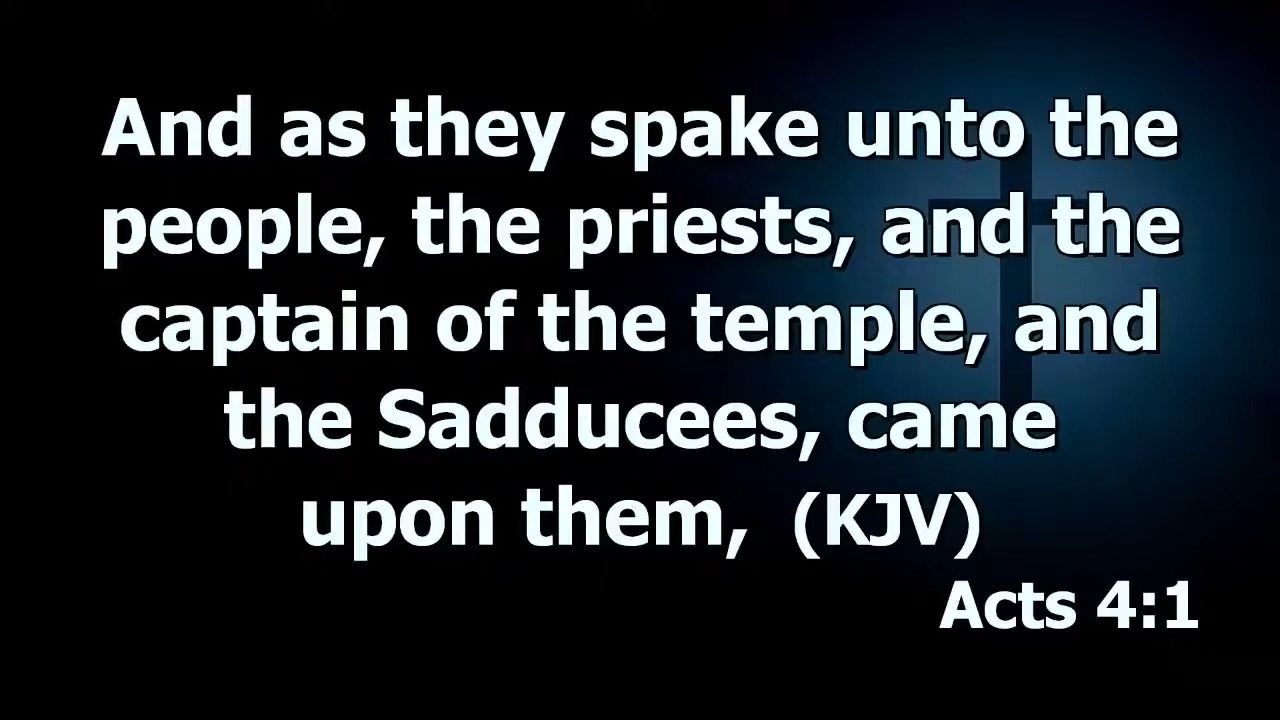 And as they spake unto the
people, the priests, and the
captain of the temple, and
the Sadducees, came
upon them, (KJV)
Acts 4:1